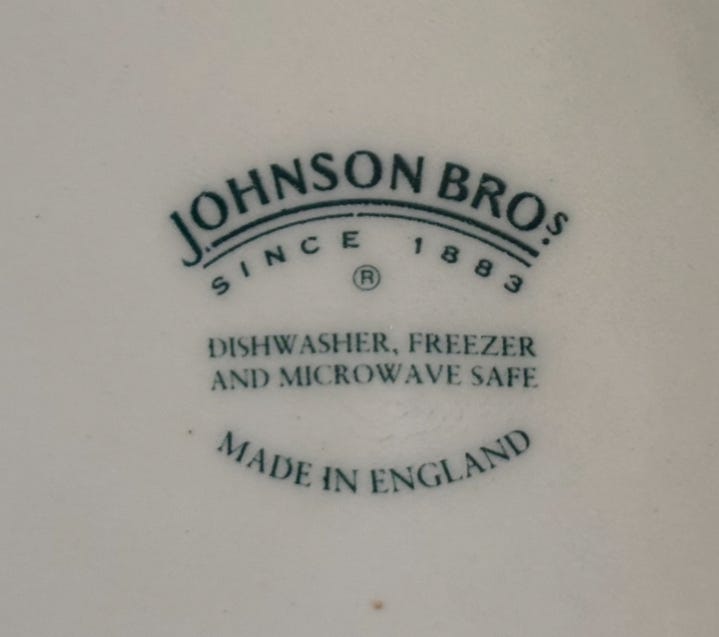 JOHNSON BROS.
SINCE 1883
®
DISHWASHER, FREEZER
AND MICROWAVE SAFE
MADE IN ENGLAND